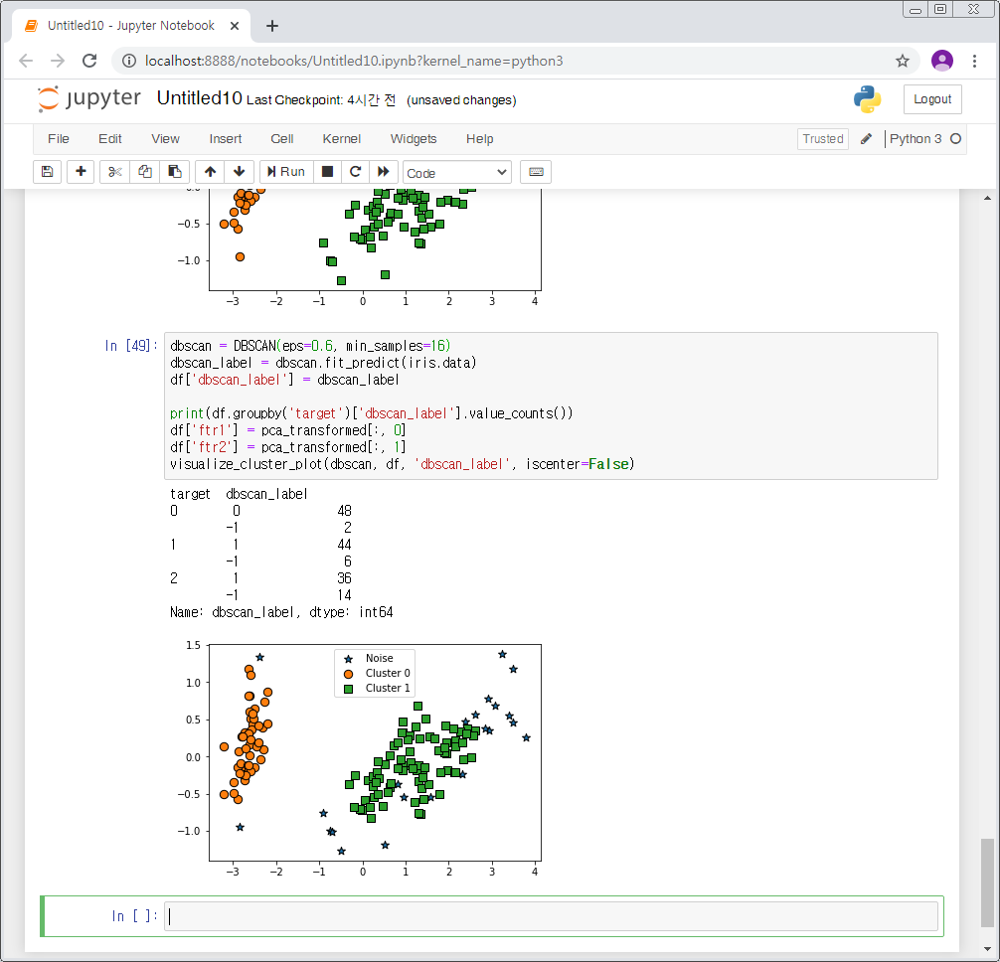 Untitled10 - Jupyter Notebook
localhost:8888/notebooks/Untitled10.ipynb?kernel_name=python3
jupyter Untitled10 Last Checkpoint: 4시간 전 (unsaved changes) Logout
File Edit View Insert Cell Kernel Widgets Help Trusted Python 3
Run Code
−0.5
−1.0
−3 −2 −1 0 1 2 3 4
In [49]: dbscan = DBSCAN(eps=0.6, min_samples=16)
dbscan_label = dbscan.fit_predict(iris.data)
df['dbscan_label'] = dbscan_label
print(df.groupby('target')['dbscan_label'].value_counts())
df['ftr1'] = pca_transformed[:, 0]
df['ftr2'] = pca_transformed[:, 1]
visualize_cluster_plot(dbscan, df, 'dbscan_label', iscenter=False)
target dbscan_label
0 0 48
-1 2
1 1 44
-1 6
2 1 36
-1 14
Name: dbscan_label, dtype: int64
1.5
Noise
Cluster 0
1.0
Cluster 1
0.5
0.0
−0.5
−1.0
−3 −2 −1 0 1 2 3 4
In [ ]: